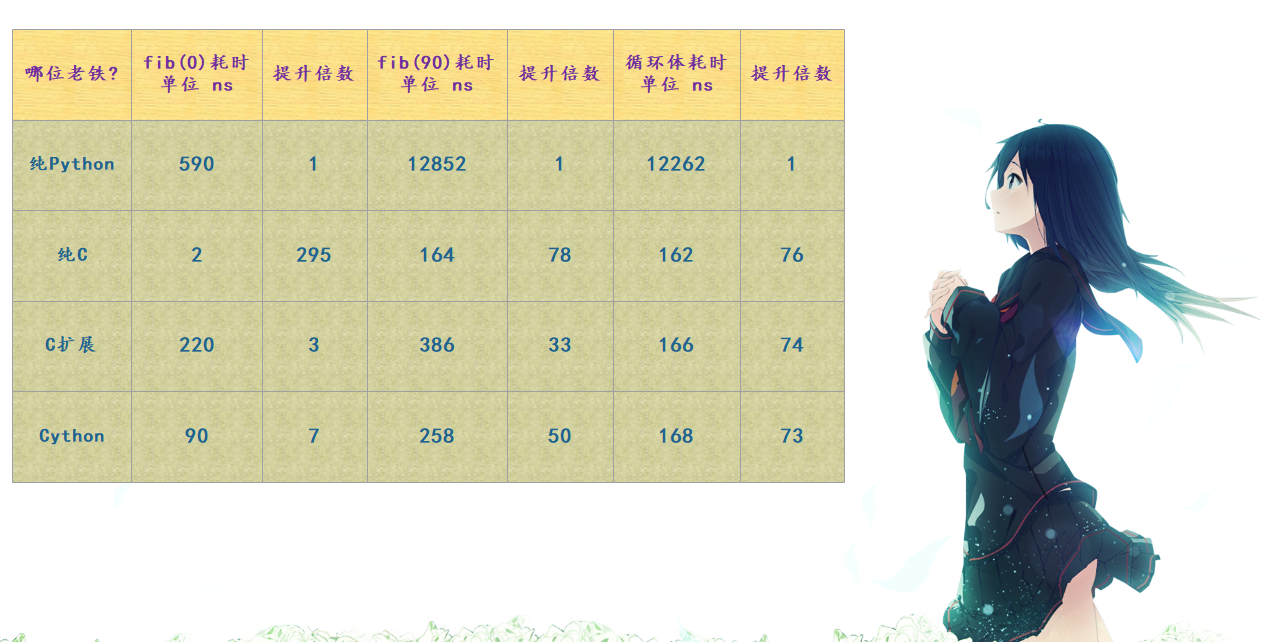 哪位老铁?
fib(0)耗时
单位 ns
提升倍数
fib(90)耗时
单位 ns
提升倍数
循环体耗时
单位 ns
提升倍数
纯Python
590
1
12852
1
12262
1
纯C
2
295
164
78
162
76
C扩展
220
3
386
33
166
74
Cython
90
7
258
50
168
73